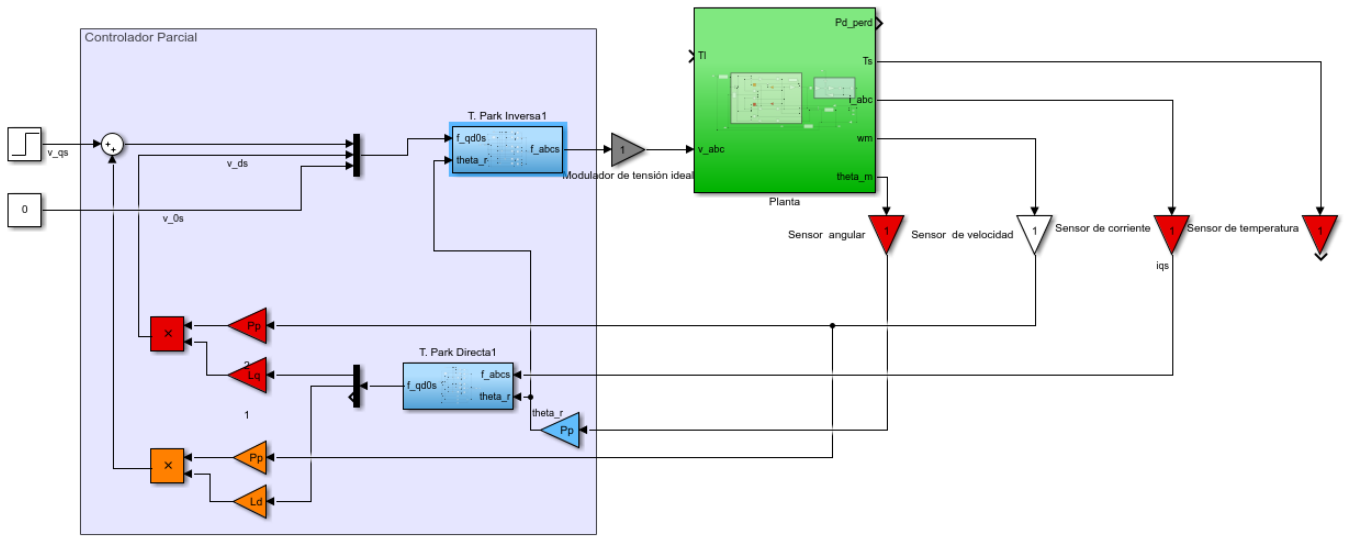 Controlador Parcial
Pd_perd
Tl
Ts
i_abc
wm
theta_m
v_abc
Planta
T. Park Inversa1
f_qd0s
theta_r
f_abcs
1
Modulador de tensión ideal
v_qs
v_ds
0
v_0s
Sensor angular
1
Sensor de velocidad
1
Sensor de corriente
1
Sensor de temperatura
1
iqs
×
Pp
2
Lq
1
T. Park Directa1
f_abcs
f_qd0s
theta_r
theta_r
Pp
×
Pp
Ld